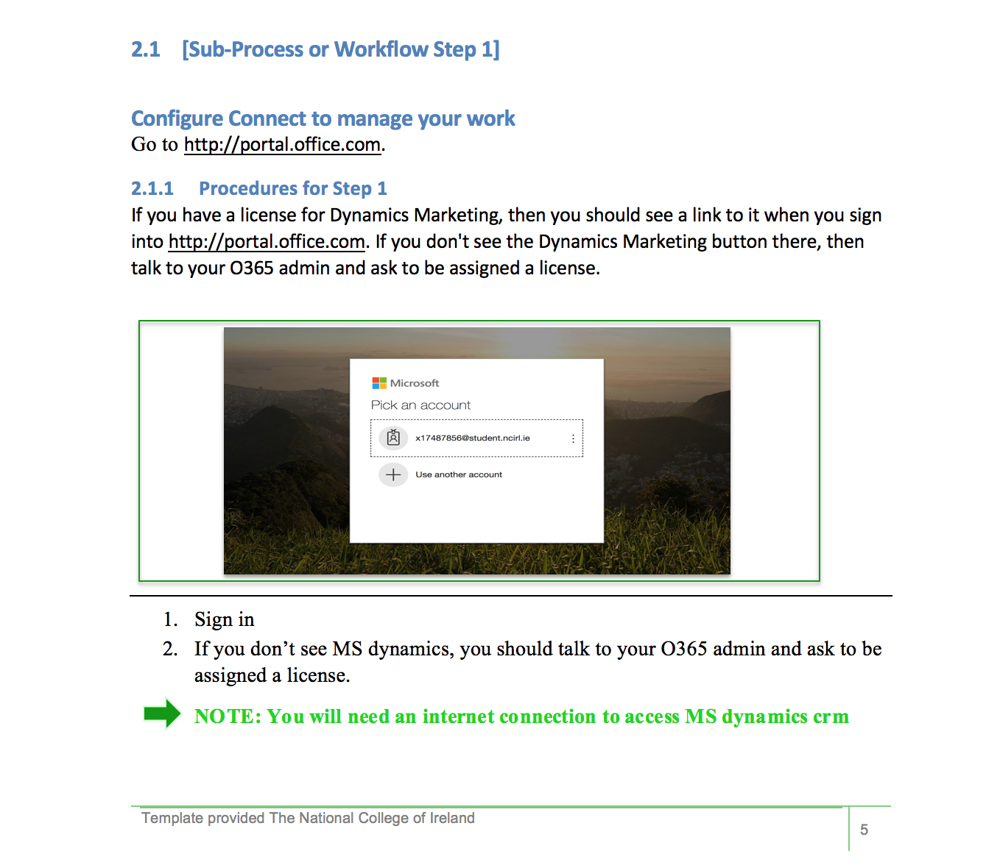 2.1 [Sub-Process or Workflow Step 1]
Configure Connect to manage your work
Go to http://portal.office.com.
2.1.1 Procedures for Step 1
If you have a license for Dynamics Marketing, then you should see a link to it when you sign
into http://portal.office.com. If you don't see the Dynamics Marketing button there, then
talk to your O365 admin and ask to be assigned a license.
Microsoft
Pick an account
x17487856@student.ncirl.ie
Use another account
1. Sign in
2. If you don’t see MS dynamics, you should talk to your O365 admin and ask to be
assigned a license.
NOTE: You will need an internet connection to access MS dynamics crm
Template provided The National College of Ireland
5